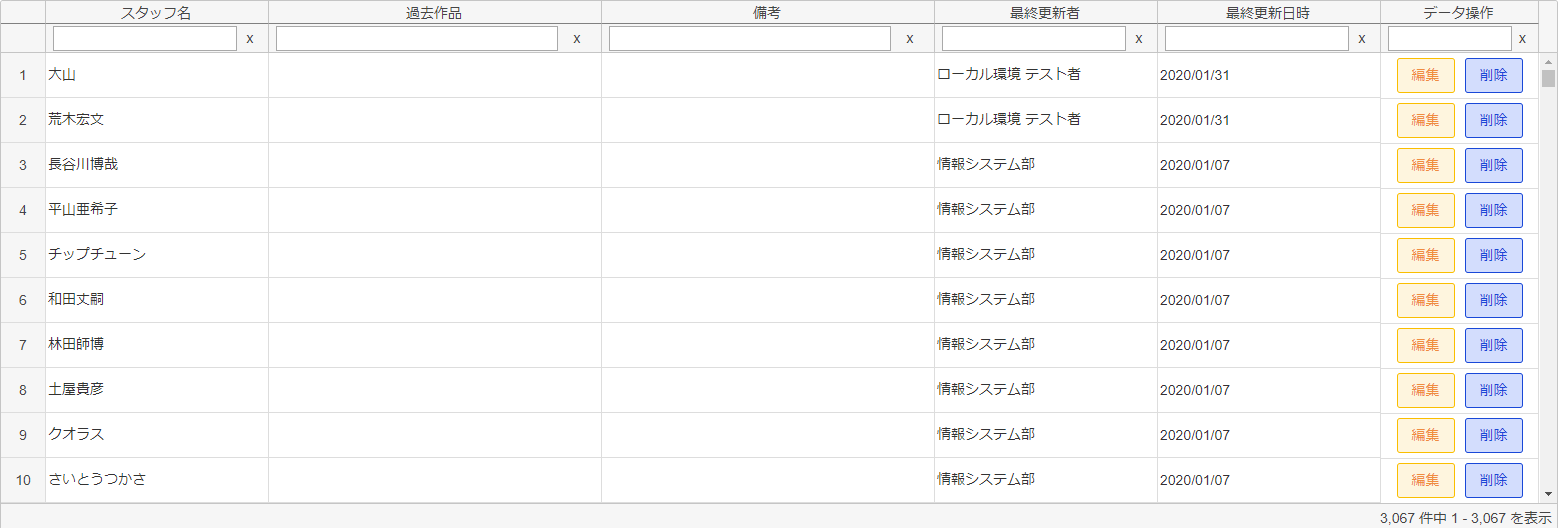 スタッフ名 過去作品 備考 最終更新者 最終更新日時 データ操作
x x x x x x
1 大山 ローカル環境 テスト者 2020/01/31 編集 削除
2 荒木宏文 ローカル環境 テスト者 2020/01/31 編集 削除
3 長谷川博哉 情報システム部 2020/01/07 編集 削除
4 平山亜希子 情報システム部 2020/01/07 編集 削除
5 チップチューン 情報システム部 2020/01/07 編集 削除
6 和田丈嗣 情報システム部 2020/01/07 編集 削除
7 林田師博 情報システム部 2020/01/07 編集 削除
8 土屋貴彦 情報システム部 2020/01/07 編集 削除
9 クオラス 情報システム部 2020/01/07 編集 削除
10 さいとうつかさ 情報システム部 2020/01/07 編集 削除
3,067 件中 1 - 3,067 を表示